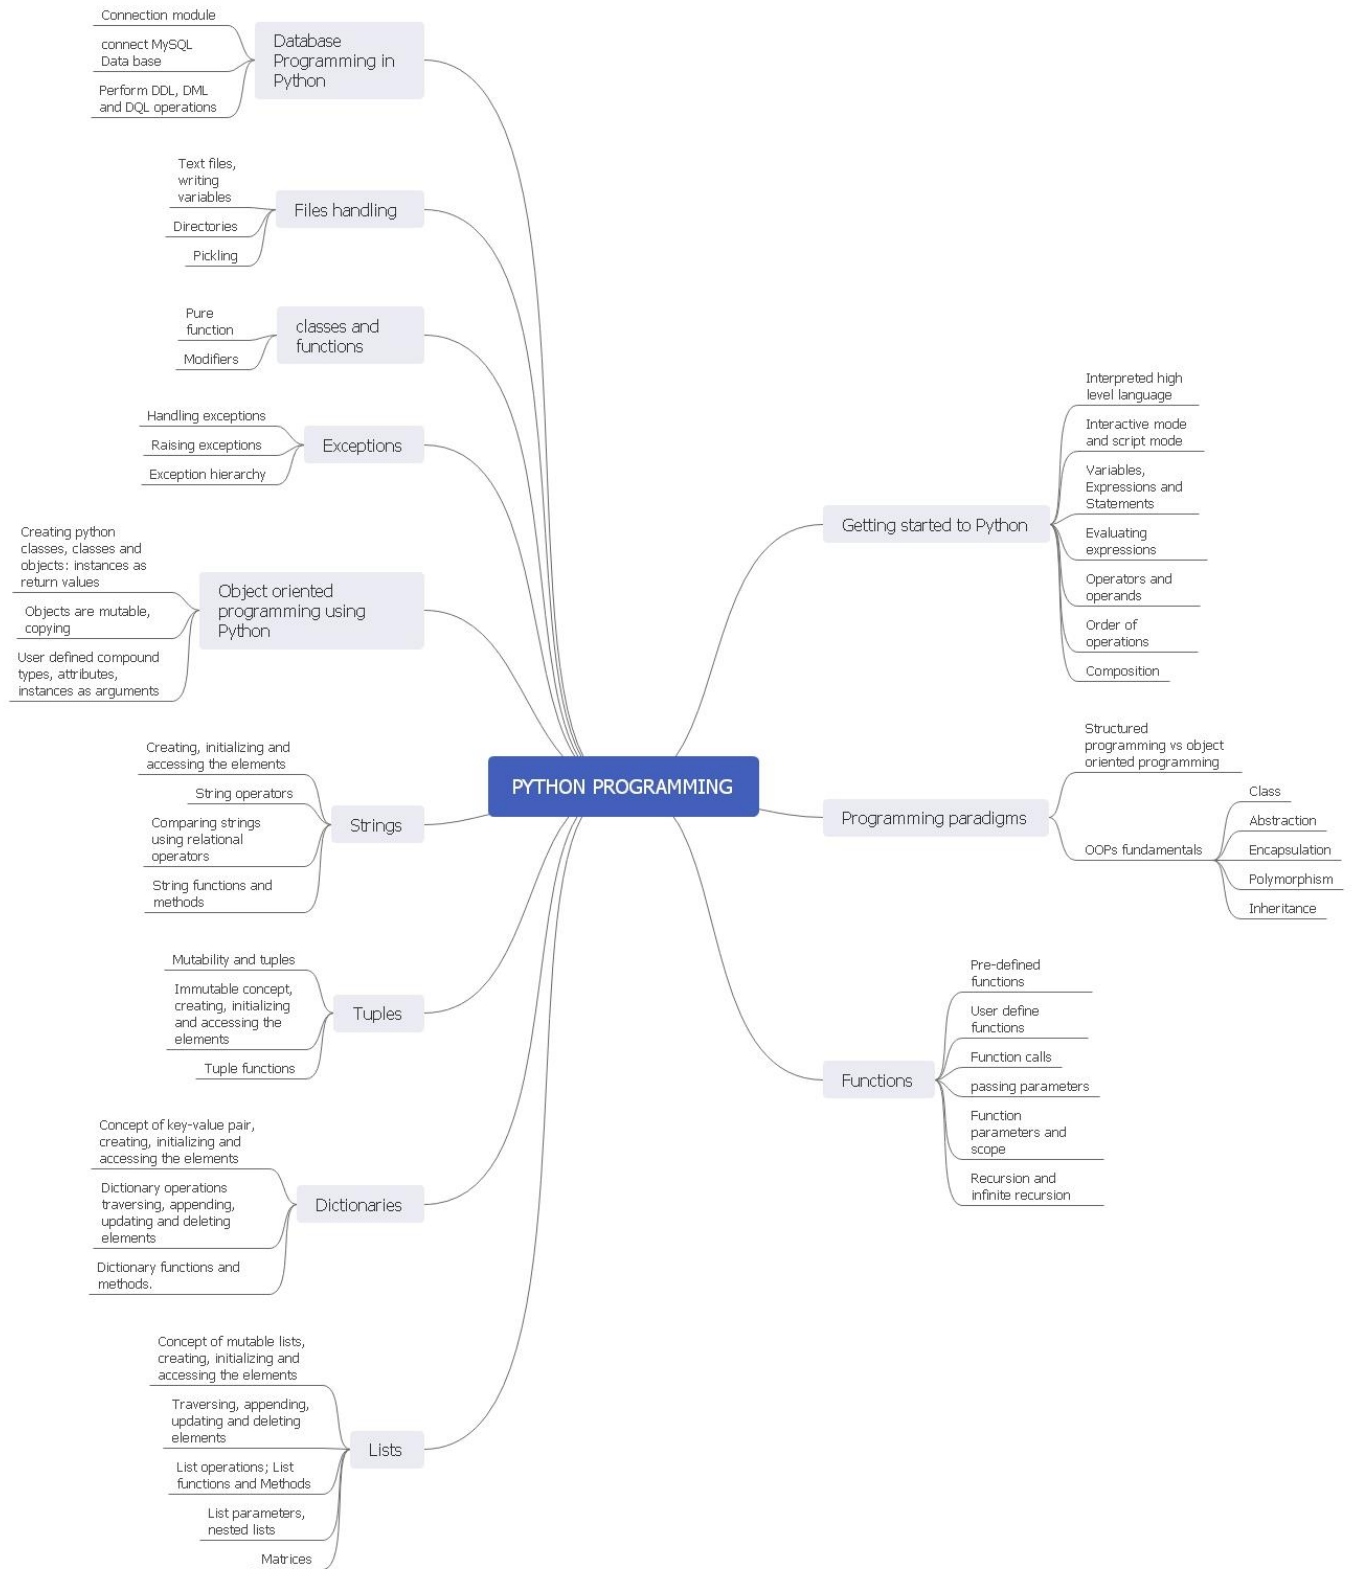 Connection module
connect MySQL
Data base
Perform DDL, DML
and DQL operations
Database
Programming in
Python
Text files,
writing
variables
Directories
Pickling
Files handling
Pure
function
Modifiers
classes and
functions
Handling exceptions
Raising exceptions
Exception hierarchy
Exceptions
Creating python
classes, classes and
objects: instances as
return values
Objects are mutable,
copying
User defined compound
types, attributes,
instances as arguments
Object oriented
programming using
Python
Creating, initializing and
accessing the elements
String operators
Comparing strings
using relational
operators
String functions and
methods
Strings
Mutability and tuples
Immutable concept,
creating, initializing
and accessing the
elements
Tuple functions
Tuples
Concept of key-value pair,
creating, initializing and
accessing the elements
Dictionary operations
traversing, appending,
updating and deleting
elements
Dictionary functions and
methods.
Dictionaries
Concept of mutable lists,
creating, initializing and
accessing the elements
Traversing, appending,
updating and deleting
elements
List operations; List
functions and Methods
List parameters,
nested lists
Matrices
Lists
PYTHON PROGRAMMING
Getting started to Python
Interpreted high
level language
Interactive mode
and script mode
Variables,
Expressions and
Statements
Evaluating
expressions
Operators and
operands
Order of
operations
Composition
Programming paradigms
Structured
programming vs object
oriented programming
OOPs fundamentals
Class
Abstraction
Encapsulation
Polymorphism
Inheritance
Functions
Pre-defined
functions
User define
functions
Function calls
passing parameters
Function
parameters and
scope
Recursion and
infinite recursion